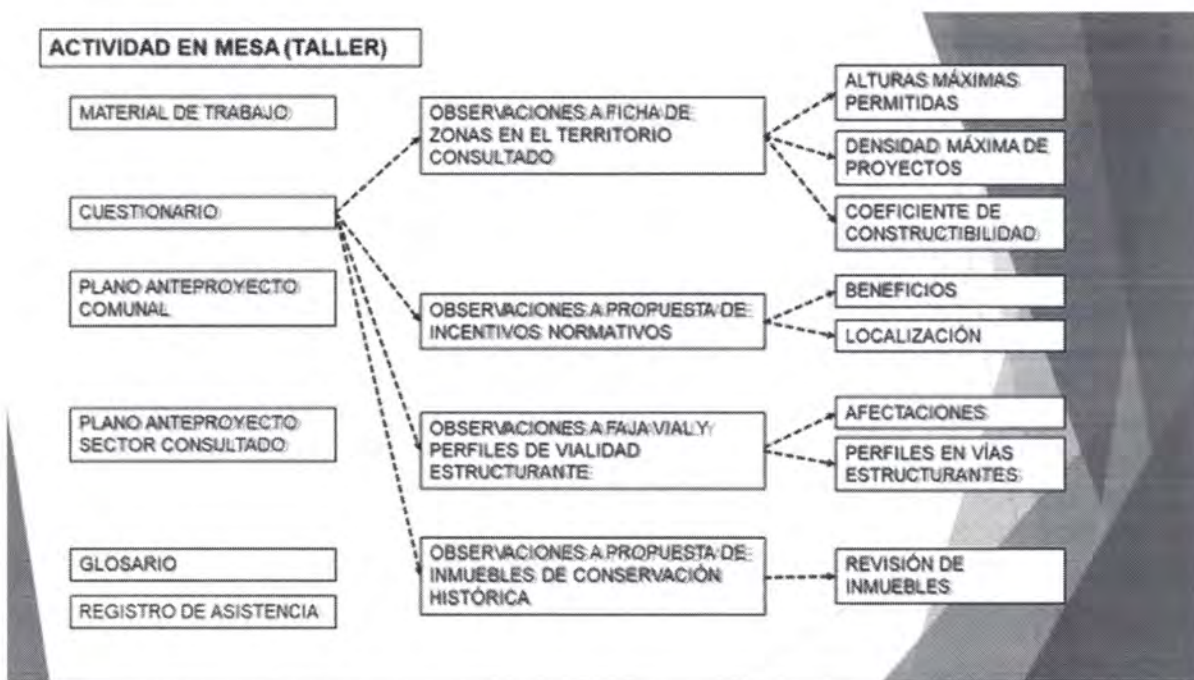 ACTIVIDAD EN MESA (TALLER)
MATERIAL DE TRABAJO
CUESTIONARIO
PLANO ANTEPROYECTO
COMUNAL
PLANO ANTEPROYECTO
SECTOR CONSULTADO
GLOSARIO
REGISTRO DE ASISTENCIA
OBSERVACIONES A FICHA DE
ZONAS EN EL TERRITORIO
CONSULTADO
OBSERVACIONES A PROPUESTA DE
INCENTIVOS NORMATIVOS
OBSERVACIONES A FAJA VIAL Y
PERFILES DE VIALIDAD
ESTRUCTURANTE
OBSERVACIONES A PROPUESTA DE
INMUEBLES DE CONSERVACIÓN
HISTÓRICA
ALTURAS MÁXIMAS
PERMITIDAS
DENSIDAD MÁXIMA DE
PROYECTOS
COEFICIENTE DE
CONSTRUCTIBILIDAD
BENEFICIOS
LOCALIZACIÓN
AFECTACIONES
PERFILES EN VÍAS
ESTRUCTURANTES
REVISIÓN DE
INMUEBLES